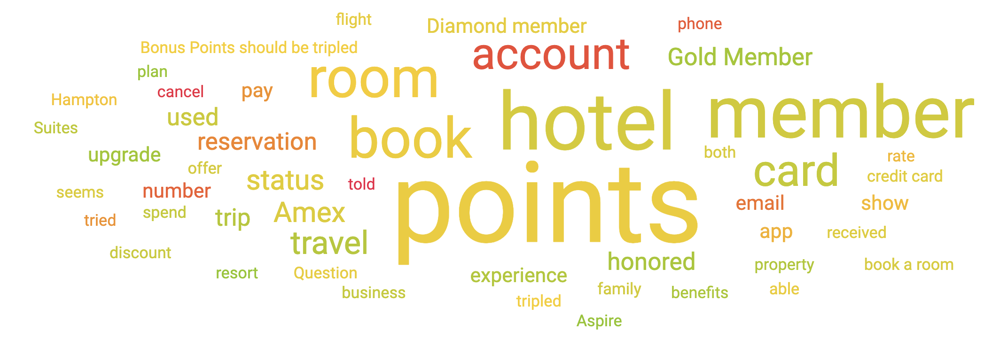 flight
Diamond member
phone
Bonus Points should be tripled
account
Gold Member
plan
room
cancel
pay
Hampton
used
hotel
member
Suites
book
reservation
upgrade
both
rate
offer
status
told
points
card
credit card
seems
number
email
show
spend
trip
Amex
tried
app
received
travel
discount
honored
property
book a room
resort
Question
experience
business
family
benefits
able
tripled
Aspire